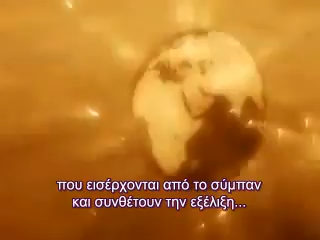 που εισέρχονται από το σύμπαν
και συνθέτουν την εξέλιξη...